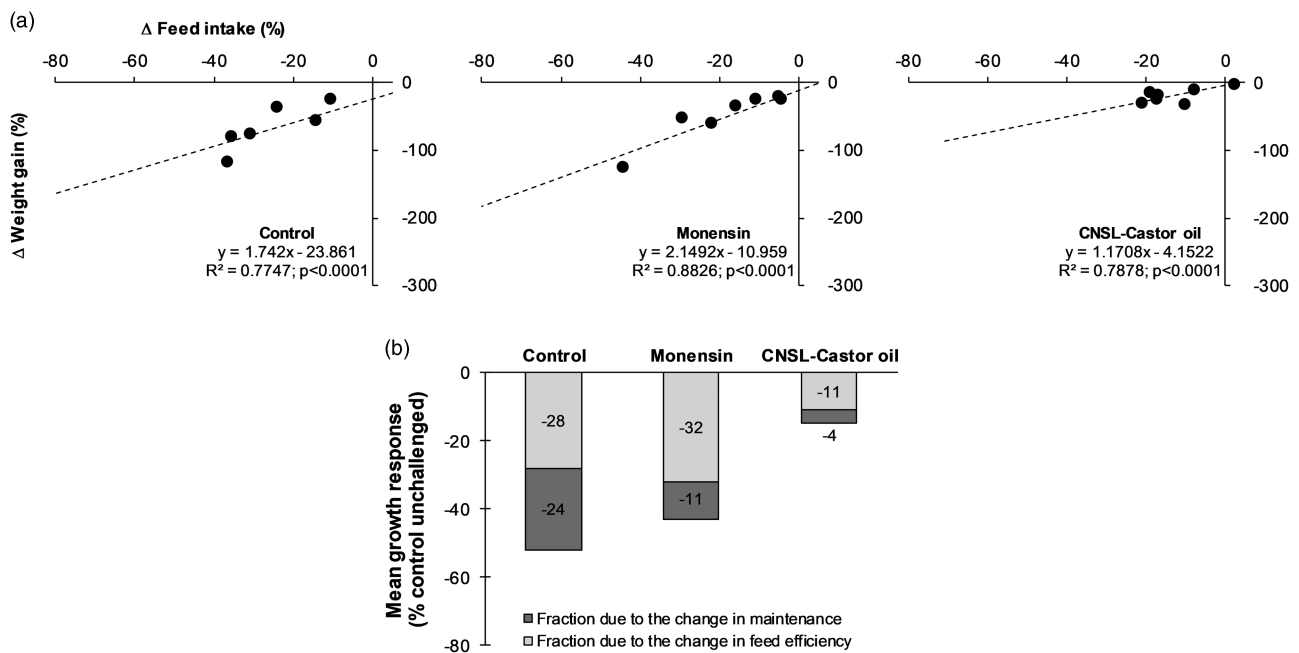 (a)
Δ Feed intake (%)
-80 -60 -40 -20 0
-80 -60 -40 -20 0
-80 -60 -40 -20 0
Δ Weight gain (%)
0
-100
-200
-300
0
-100
-200
-300
0
-100
-200
-300
Control
y = 1.742x - 23.861
R² = 0.7747; p<0.0001
Monensin
y = 2.1492x - 10.959
R² = 0.8826; p<0.0001
CNSL-Castor oil
y = 1.1708x - 4.1522
R² = 0.7878; p<0.0001
(b)
Control Monensin CNSL-Castor oil
Mean growth response
(% control unchallenged)
0
-20
-40
-60
-80
-28
-24
-32
-11
-11
-4
Fraction due to the change in maintenance
Fraction due to the change in feed efficiency